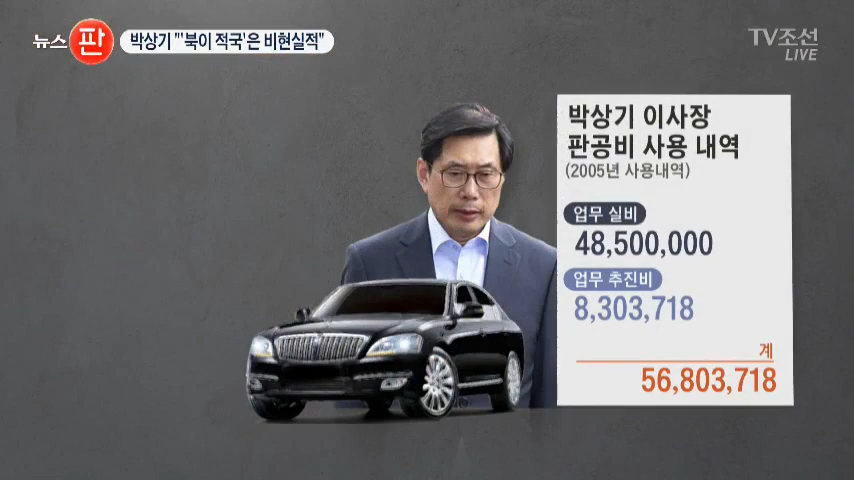 뉴스 판
박상기 "'북이 적국'은 비현실적"
TV조선
LIVE
박상기 이사장
판공비 사용 내역
(2005년 사용내역)
업무 실비
48,500,000
업무 추진비
8,303,718
계
56,803,718